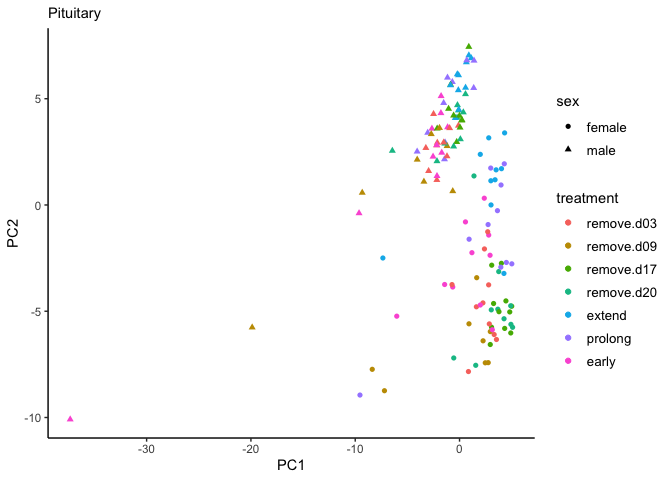 Pituitary
5
0
-5
-10
PC2
-30
-20
-10
0
PC1
sex
female
male
treatment
remove.d03
remove.d09
remove.d17
remove.d20
extend
prolong
early